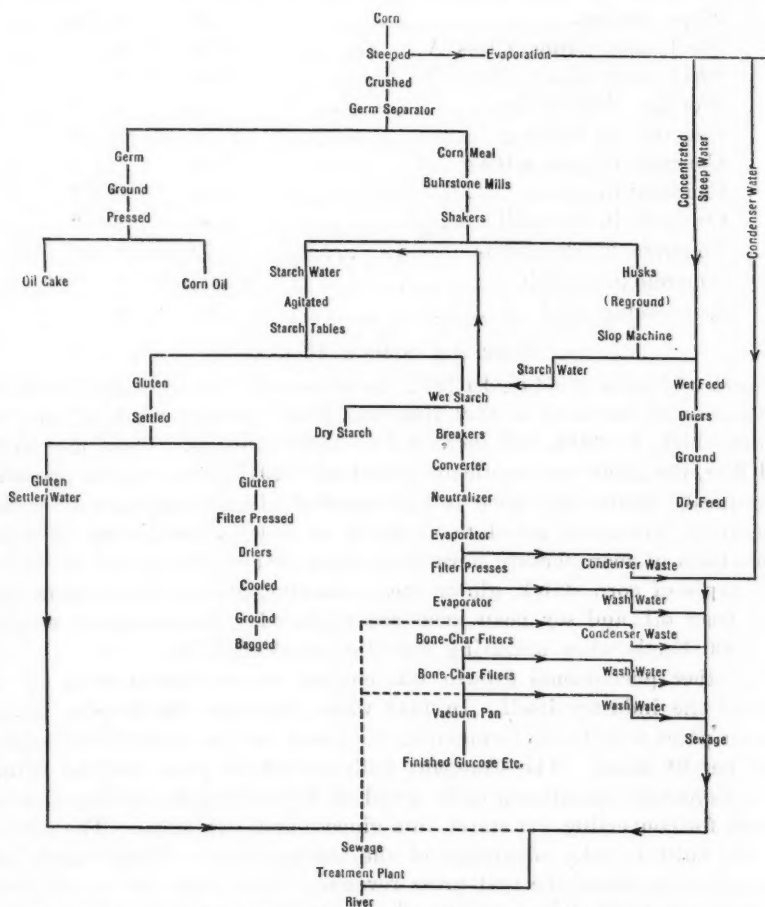 Corn
Steeped
Evaporation
Crushed
Germ Separator
Germ
Corn Meal
Ground
Buhrstone Mills
Pressed
Shakers
Concentrated
Steep Water
Condenser Water
Oil Cake
Corn Oil
Starch Water
Agitated
Starch Tables
Husks
(Reground)
Slop Machine
Starch Water
Gluten
Settled
Wet Starch
Dry Starch
Breakers
Converter
Neutralizer
Evaporator
Filter Presses
Evaporator
Bone-Char Filters
Bone-Char Filters
Vacuum Pan
Finished Glucose Etc.
Wet Feed
Driers
Ground
Dry Feed
Gluten
Settler Water
Gluten
Filter Pressed
Driers
Cooled
Ground
Bagged
Condenser Waste
Wash Water
Condenser Waste
Wash Water
Wash Water
Sewage
Sewage
Treatment Plant
River